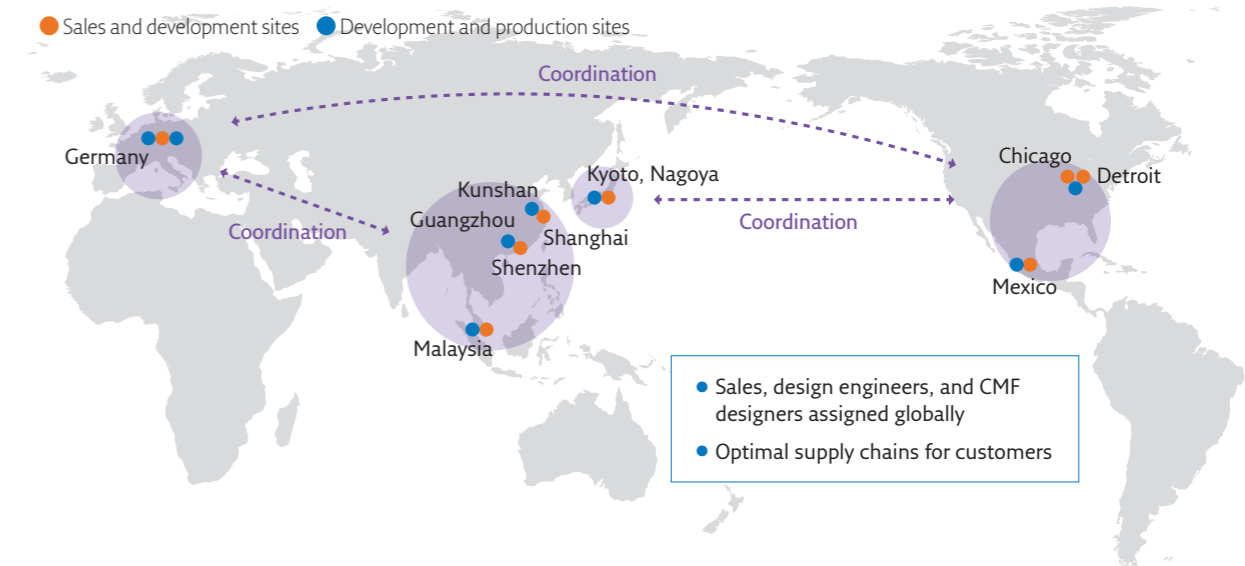 Sales and development sites
Development and production sites
Coordination
Germany
Coordination
Kyoto, Nagoya
Kunshan
Guangzhou
Shanghai
Shenzhen
Malaysia
Coordination
Chicago
Detroit
Mexico
Sales, design engineers, and CMF
designers assigned globally
Optimal supply chains for customers